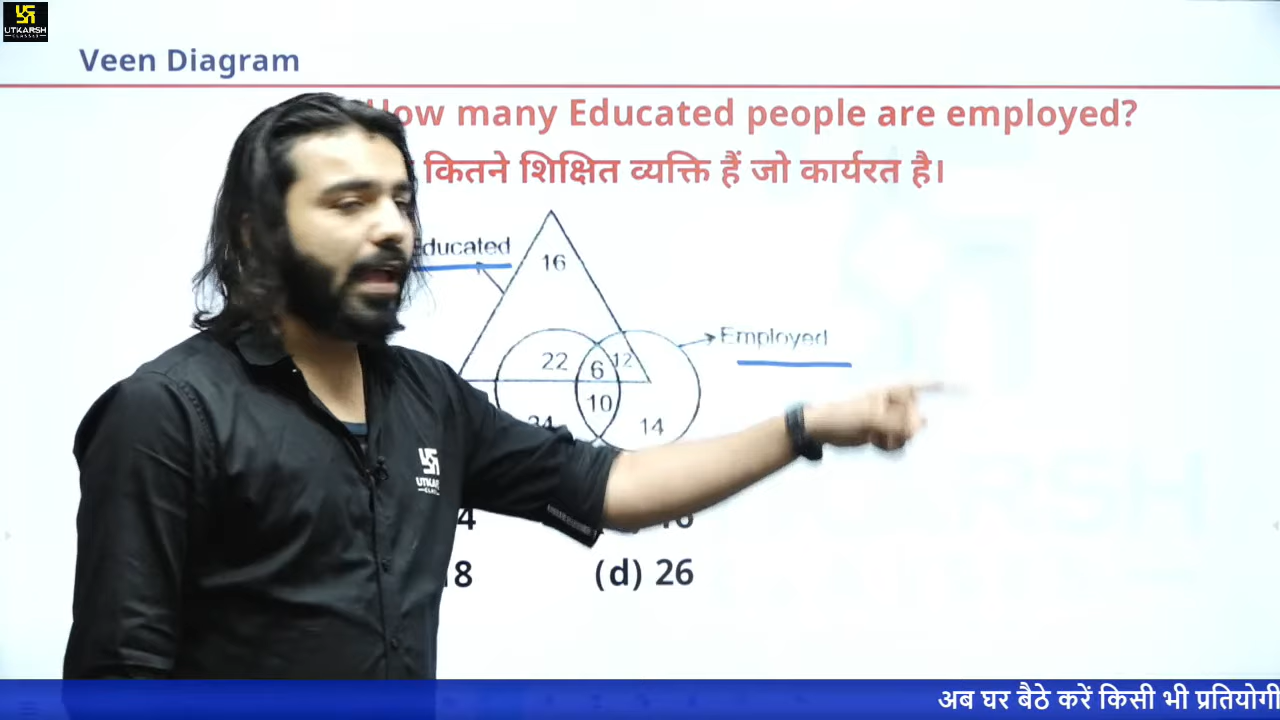 UTKARSH
CLASSES
Veen Diagram
How many Educated people are employed?
कितने शिक्षित व्यक्ति हैं जो कार्यरत है।
Educated
16
Employed
22
6
12
10
14
UTKARSH
(d) 26
अब घर बैठे करें किसी भी प्रतियोगी